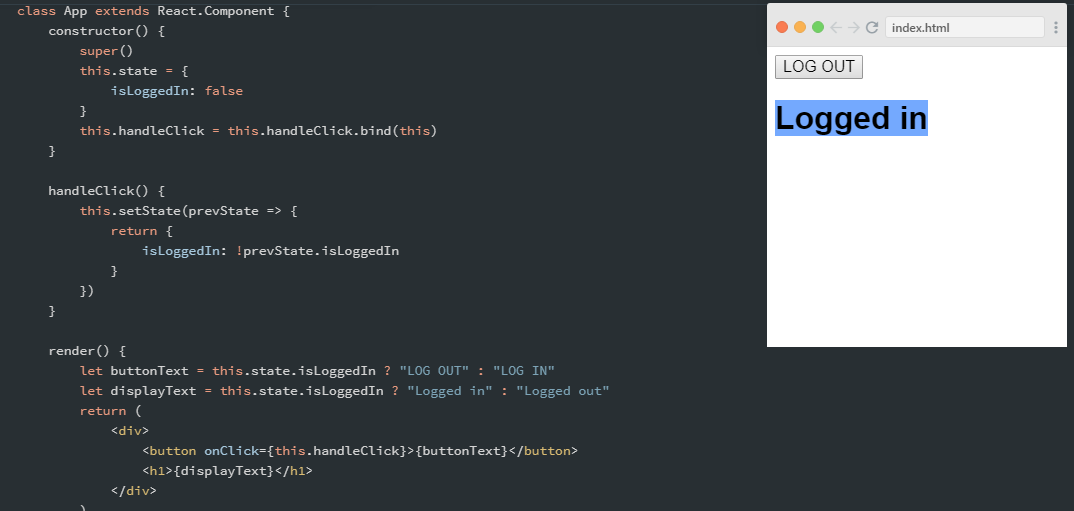 class App extends React.Component {
    constructor() {
        super()
        this.state = {
            isLoggedIn: false
        }
        this.handleClick = this.handleClick.bind(this)
    }

    handleClick() {
        this.setState(prevState => {
            return {
                isLoggedIn: !prevState.isLoggedIn
            }
        })
    }

    render() {
        let buttonText = this.state.isLoggedIn ? "LOG OUT" : "LOG IN"
        let displayText = this.state.isLoggedIn ? "Logged in" : "Logged out"
        return (
            <div>
                <button onClick={this.handleClick}>{buttonText}</button>
                <h1>{displayText}</h1>
            </div>
        )
index.html
LOG OUT
Logged in